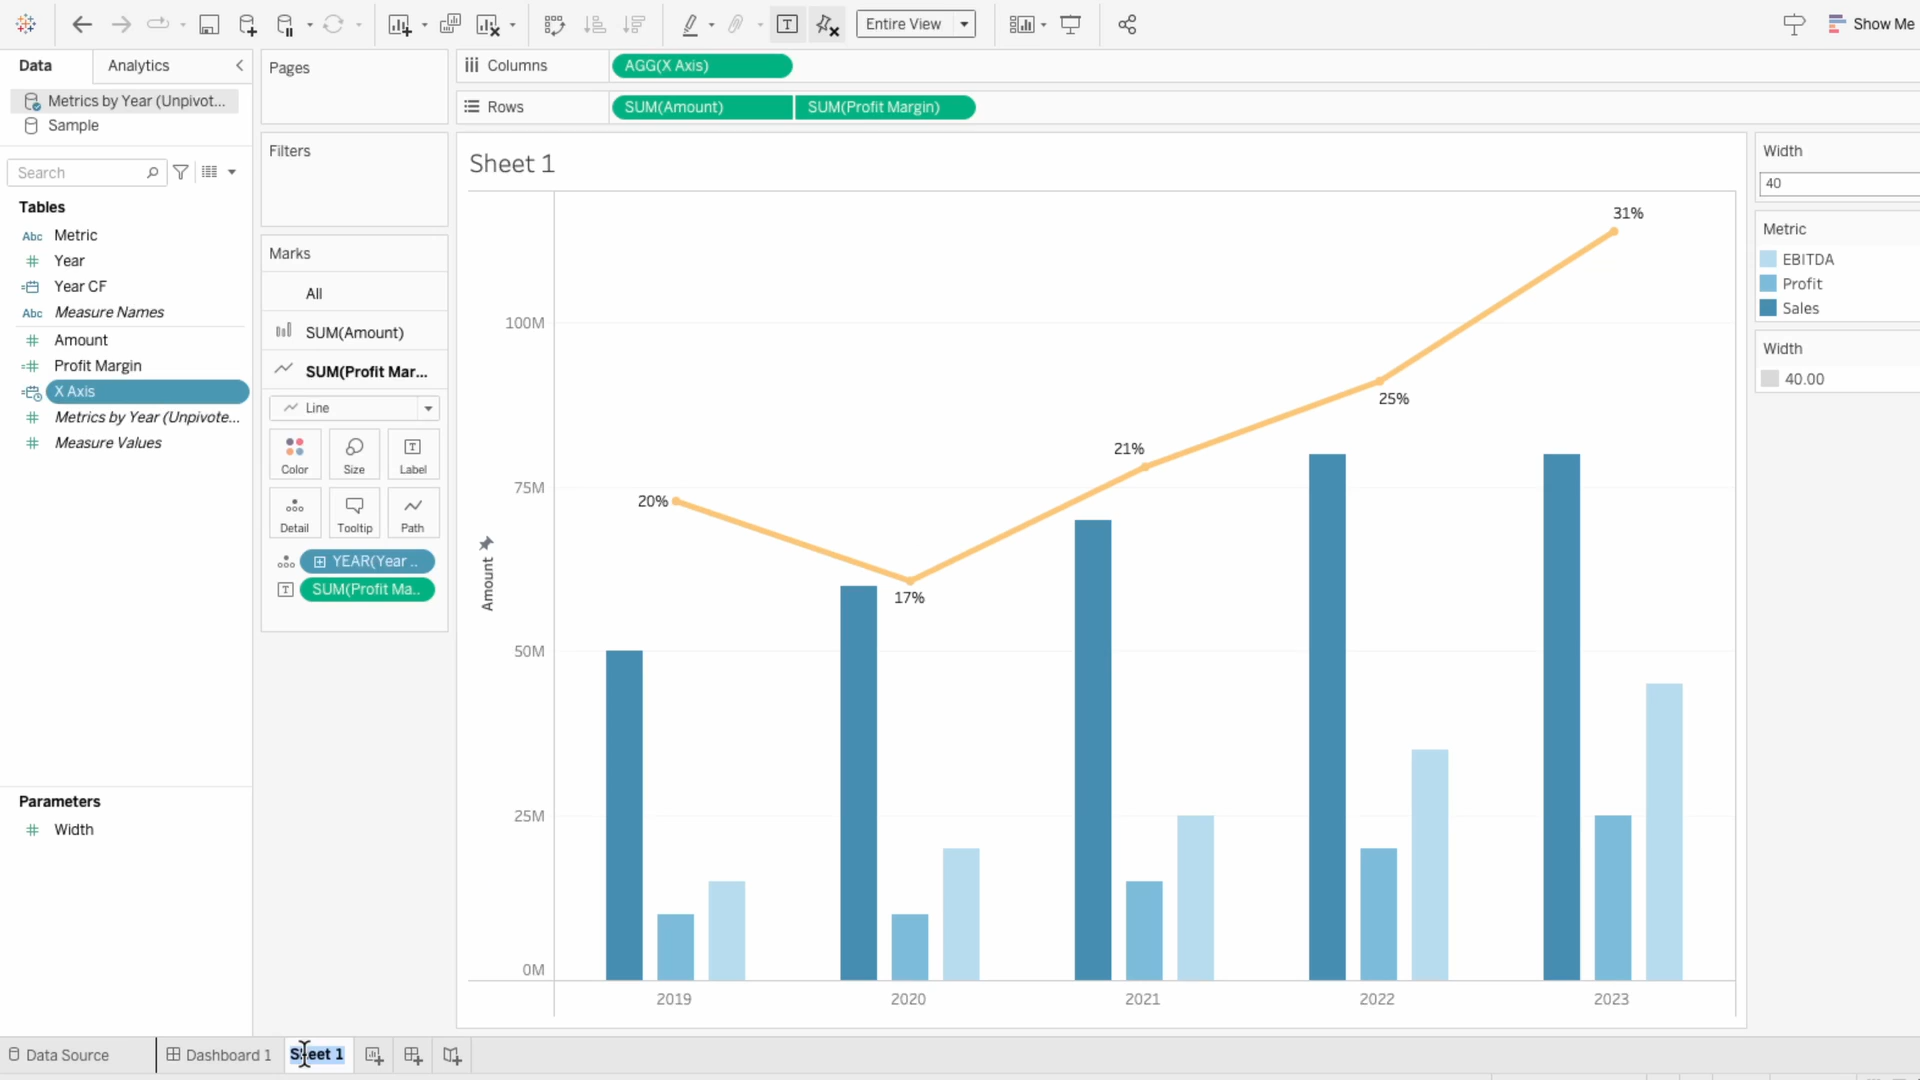 Entire View
Show Me
Data
Analytics
Pages
Columns
AGG(X Axis)
Metrics by Year (Unpivot...
Sample
Rows
SUM(Amount)
SUM(Profit Margin)
Filters
Search
Tables
Metric
Year
Year CF
Measure Names
Amount
Profit Margin
X Axis
Metrics by Year (Unpivote...
Measure Values
Parameters
Width
Marks
All
SUM(Amount)
SUM(Profit Mar...
Line
Color
Size
Label
Detail
Tooltip
Path
YEAR(Year ..
SUM(Profit Ma..
Sheet 1
31%
100M
25%
21%
75M
20%
Amount
17%
50M
25M
0M
2019
2020
2021
2022
2023
Width
40
Metric
EBITDA
Profit
Sales
Width
40.00
Data Source
Dashboard 1
Sheet 1